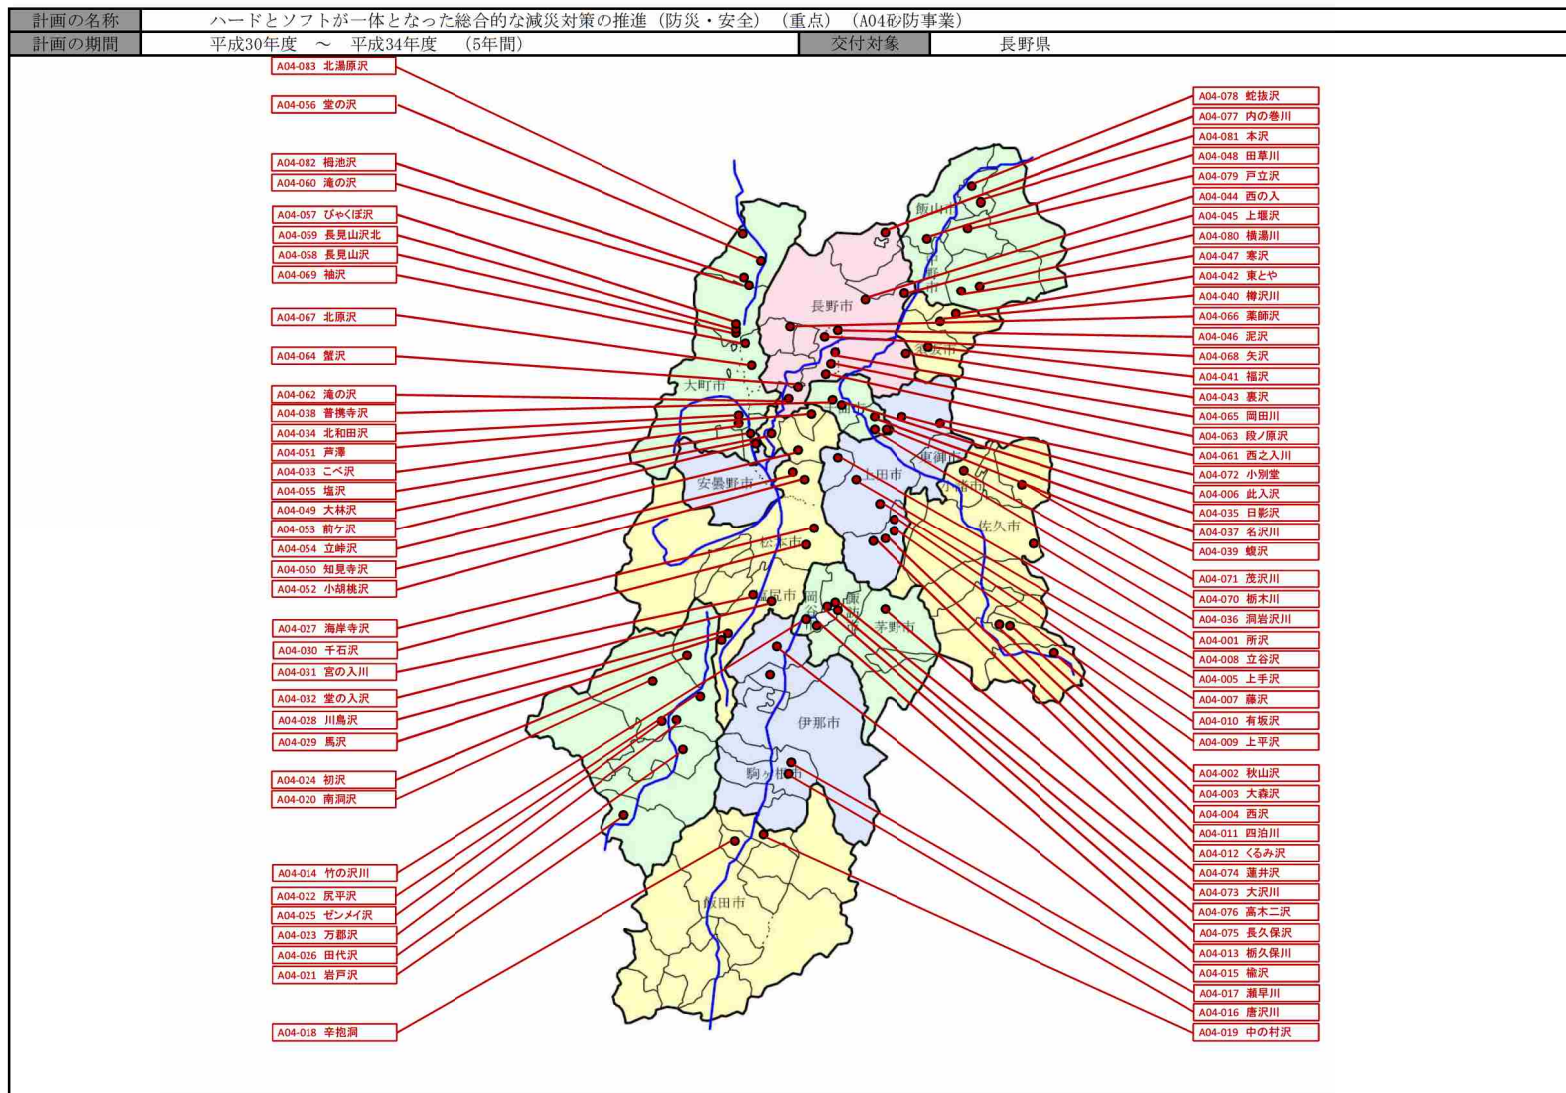 計画の名称 ハードとソフトが一体となった総合的な減災対策の推進（防災・安全）（重点）（A04砂防事業）
計画の期間 平成30年度 ～ 平成34年度 （5年間） 交付対象 長野県
A04-083 北湯原沢
A04-056 堂の沢
A04-082 栂池沢
A04-060 滝の沢
A04-057 びゃくぼ沢
A04-059 長見山沢北
A04-058 長見山沢
A04-069 袖沢
A04-067 北原沢
A04-064 蟹沢
A04-062 滝の沢
A04-038 普携寺沢
A04-034 北和田沢
A04-051 芦澤
A04-033 こべ沢
A04-055 塩沢
A04-049 大林沢
A04-053 前ケ沢
A04-054 立峠沢
A04-050 知見寺沢
A04-052 小胡桃沢
A04-027 海岸寺沢
A04-030 千石沢
A04-031 宮の入川
A04-032 堂の入沢
A04-028 川鳥沢
A04-029 馬沢
A04-024 初沢
A04-020 南洞沢
A04-014 竹の沢川
A04-022 尻平沢
A04-025 ゼンメイ沢
A04-023 万郡沢
A04-026 田代沢
A04-021 岩戸沢
A04-018 辛抱洞
飯山市
中野市
長野市
須坂市
大町市
千曲市
東御市
上田市
小諸市
安曇野市
佐久市
松本市
塩尻市
岡谷市
諏訪市
茅野市
伊那市
駒ヶ根市
飯田市
A04-078 蛇抜沢
A04-077 内の巻川
A04-081 本沢
A04-048 田草川
A04-079 戸立沢
A04-044 西の入
A04-045 上堰沢
A04-080 横湯川
A04-047 寒沢
A04-042 東とや
A04-040 樽沢川
A04-066 薬師沢
A04-046 泥沢
A04-068 矢沢
A04-041 福沢
A04-043 裏沢
A04-065 岡田川
A04-063 段ノ原沢
A04-061 西之入川
A04-072 小別堂
A04-006 此入沢
A04-035 日影沢
A04-037 名沢川
A04-039 蝮沢
A04-071 茂沢川
A04-070 栃木川
A04-036 洞岩沢川
A04-001 所沢
A04-008 立谷沢
A04-005 上手沢
A04-007 藤沢
A04-010 有坂沢
A04-009 上平沢
A04-002 秋山沢
A04-003 大森沢
A04-004 西沢
A04-011 四泊川
A04-012 くるみ沢
A04-074 蓮井沢
A04-073 大沢川
A04-076 高木二沢
A04-075 長久保沢
A04-013 栃久保川
A04-015 楡沢
A04-017 瀬早川
A04-016 唐沢川
A04-019 中の村沢